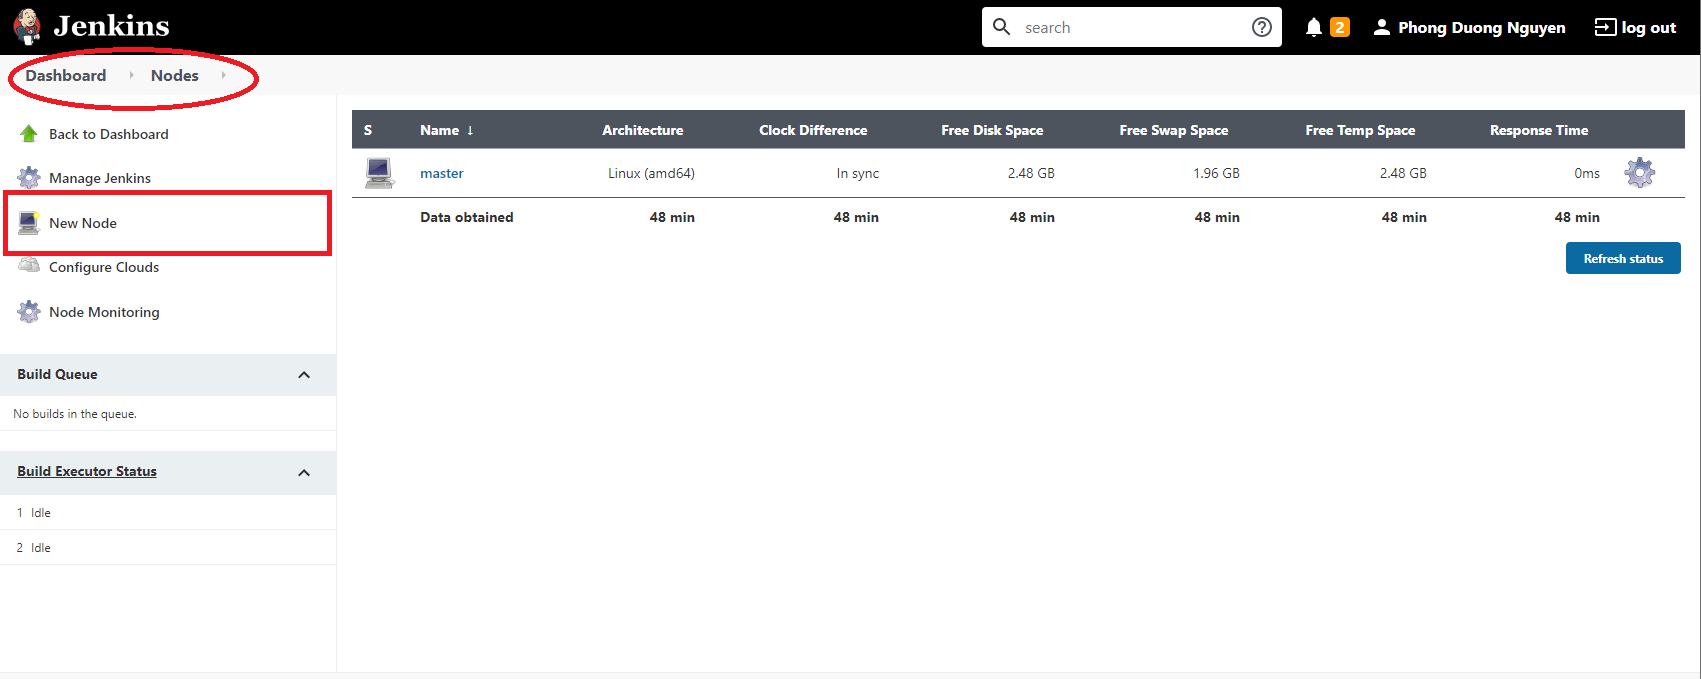 Jenkins
search
2
Phong Duong Nguyen
log out
Dashboard Nodes
Back to Dashboard
Manage Jenkins
New Node
Configure Clouds
Node Monitoring
Build Queue
No builds in the queue.
Build Executor Status
1 Idle
2 Idle
S Name ↓ Architecture Clock Difference Free Disk Space Free Swap Space Free Temp Space Response Time
master Linux (amd64) In sync 2.48 GB 1.96 GB 2.48 GB 0ms
Data obtained 48 min 48 min 48 min 48 min 48 min 48 min
Refresh status